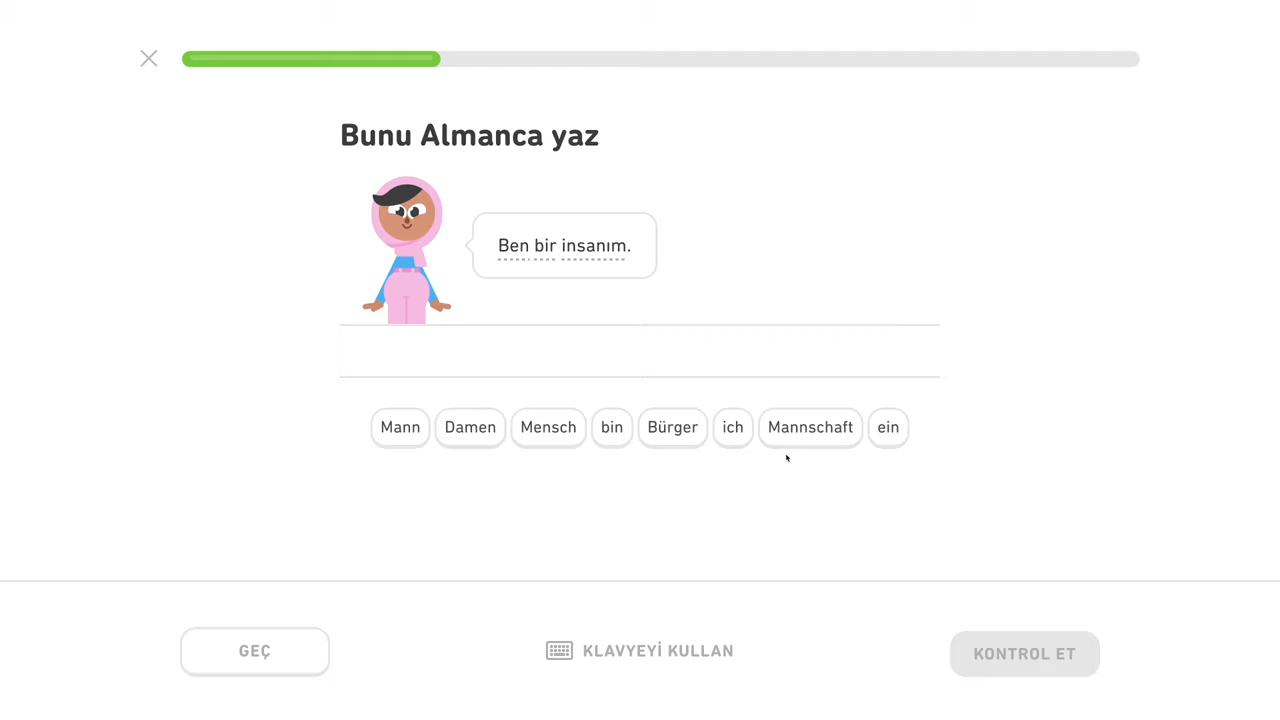 Bunu Almanca yaz
Ben bir insanım.
Mann Damen Mensch bin Bürger ich Mannschaft ein
GEÇ KLAVYEYİ KULLAN KONTROL ET